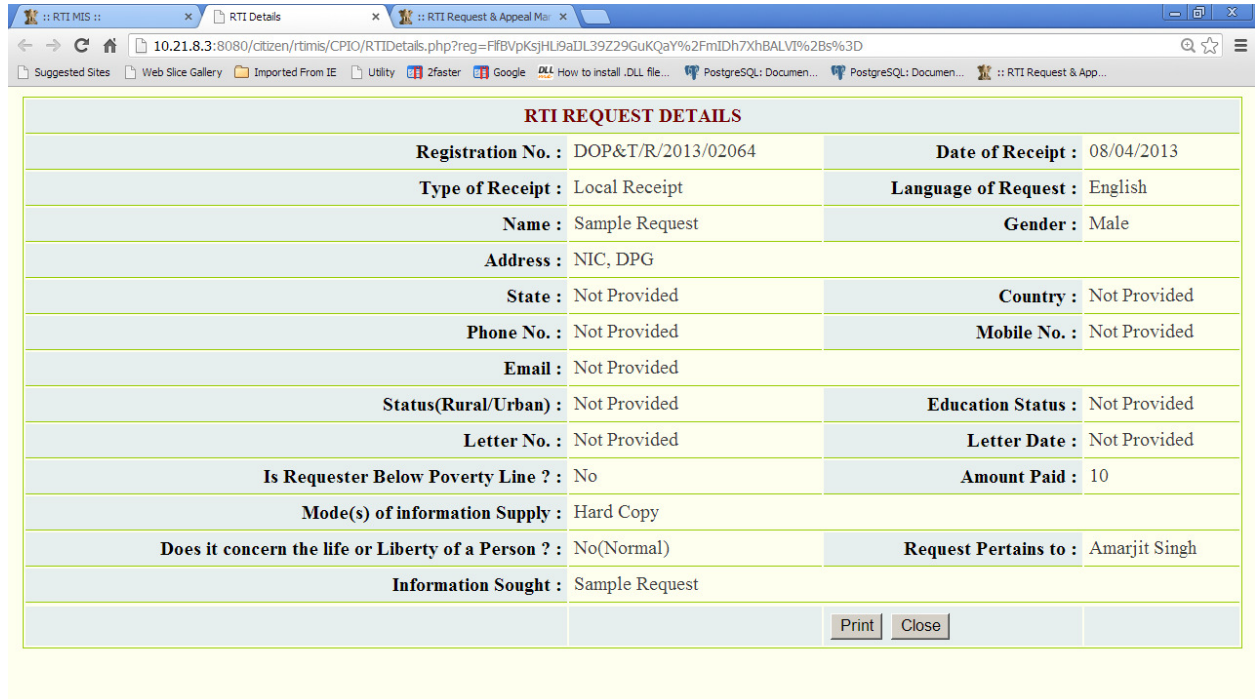 :: RTI MIS :: RTI Details :: RTI Request & Appeal Mar
10.21.8.3:8080/citizen/rtimis/CPIO/RTIDetails.php?reg=FlfBVpKsjHLi9aIJL39Z29GuKQaY%2FmIDh7XhBALVI%2Bs%3D
Suggested Sites Web Slice Gallery Imported From IE Utility 2faster Google How to install .DLL file... PostgreSQL: Documen... PostgreSQL: Documen... :: RTI Request & App...
RTI REQUEST DETAILS
Registration No. : DOP&T/R/2013/02064 Date of Receipt : 08/04/2013
Type of Receipt : Local Receipt Language of Request : English
Name : Sample Request Gender : Male
Address : NIC, DPG
State : Not Provided Country : Not Provided
Phone No. : Not Provided Mobile No. : Not Provided
Email : Not Provided
Status(Rural/Urban) : Not Provided Education Status : Not Provided
Letter No. : Not Provided Letter Date : Not Provided
Is Requester Below Poverty Line ? : No Amount Paid : 10
Mode(s) of information Supply : Hard Copy
Does it concern the life or Liberty of a Person ? : No(Normal) Request Pertains to : Amarjit Singh
Information Sought : Sample Request
Print Close